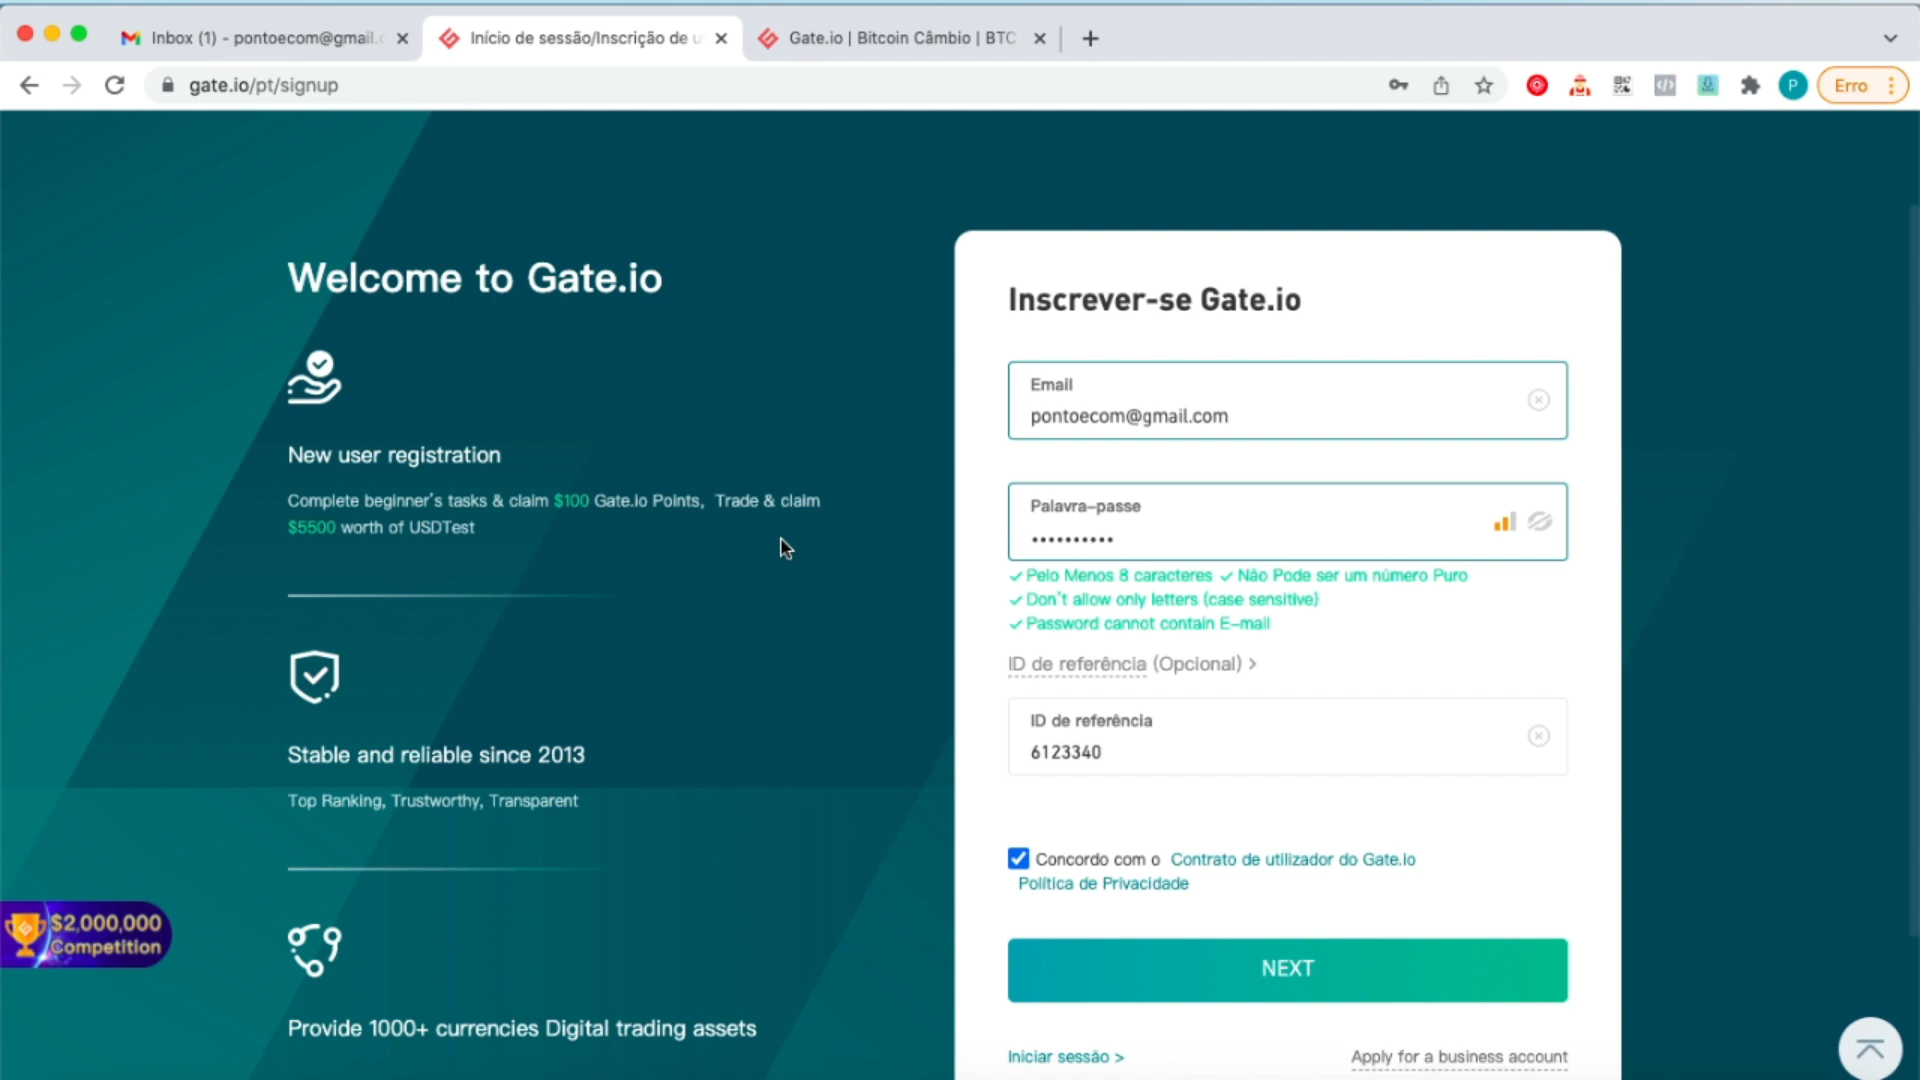 Inbox (1) - pontoecom@gmail.c
Início de sessão/Inscrição de u
Gate.io | Bitcoin Câmbio | BTC
gate.io/pt/signup
P
Erro
Welcome to Gate.io
New user registration
Complete beginner's tasks & claim $100 Gate.io Points, Trade & claim
$5500 worth of USDTest
Stable and reliable since 2013
Top Ranking, Trustworthy, Transparent
$2,000,000
Competition
Provide 1000+ currencies Digital trading assets
Inscrever-se Gate.io
Email
pontoecom@gmail.com
Palavra-passe
••••••••••
Pelo Menos 8 caracteres Não Pode ser um número Puro
Don't allow only letters (case sensitive)
Password cannot contain E-mail
ID de referência (Opcional) >
ID de referência
6123340
Concordo com o Contrato de utilizador do Gate.io
Política de Privacidade
NEXT
Iniciar sessão >
Apply for a business account